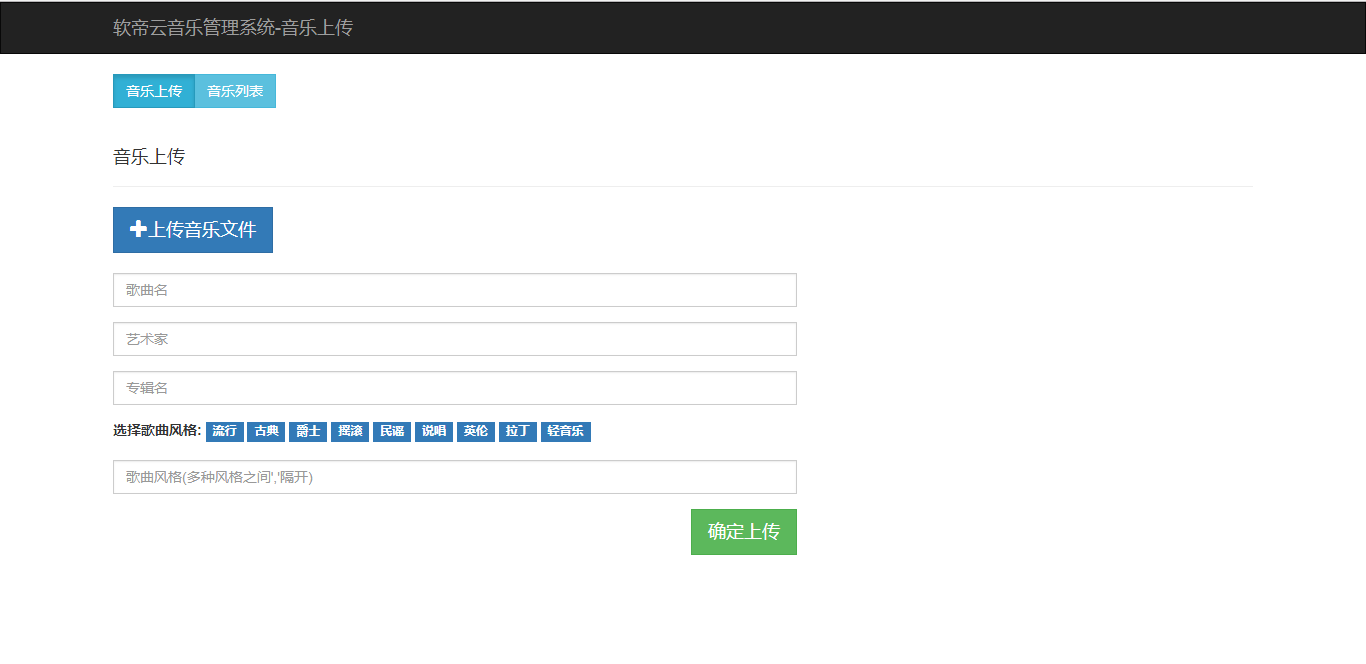 软帝云音乐管理系统-音乐上传
音乐上传 音乐列表
音乐上传
上传音乐文件
歌曲名
艺术家
专辑名
选择歌曲风格: 流行 古典 爵士 摇滚 民谣 说唱 英伦 拉丁 轻音乐
歌曲风格(多种风格之间','隔开)
确定上传